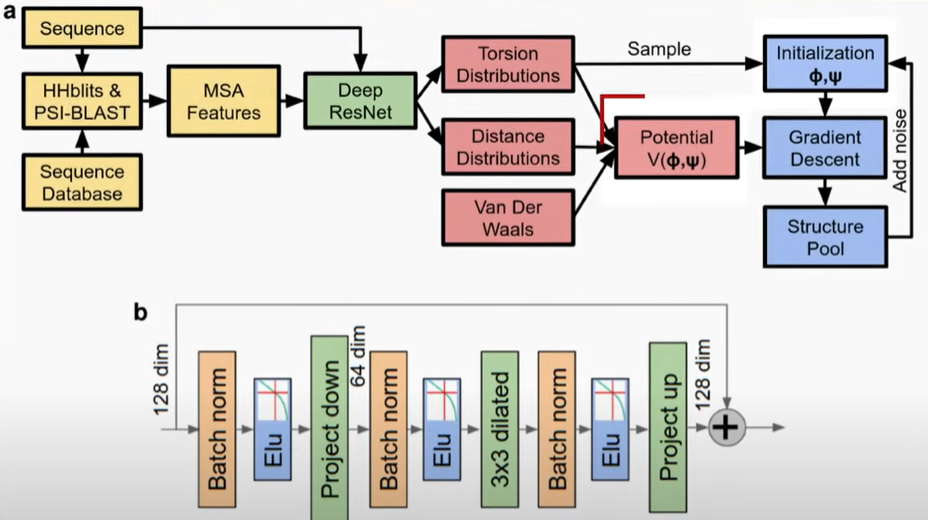 a
Sequence
HHblits &
PSI-BLAST
Sequence
Database
MSA
Features
Deep
ResNet
Torsion
Distributions
Distance
Distributions
Van Der
Waals
Sample
Potential
V(ϕ,ψ)
Initialization
ϕ,ψ
Gradient
Descent
Structure
Pool
Add noise
b
128 dim
Batch norm
Elu
Project down
64 dim
Batch norm
Elu
3x3 dilated
Batch norm
Elu
Project up
128 dim
+